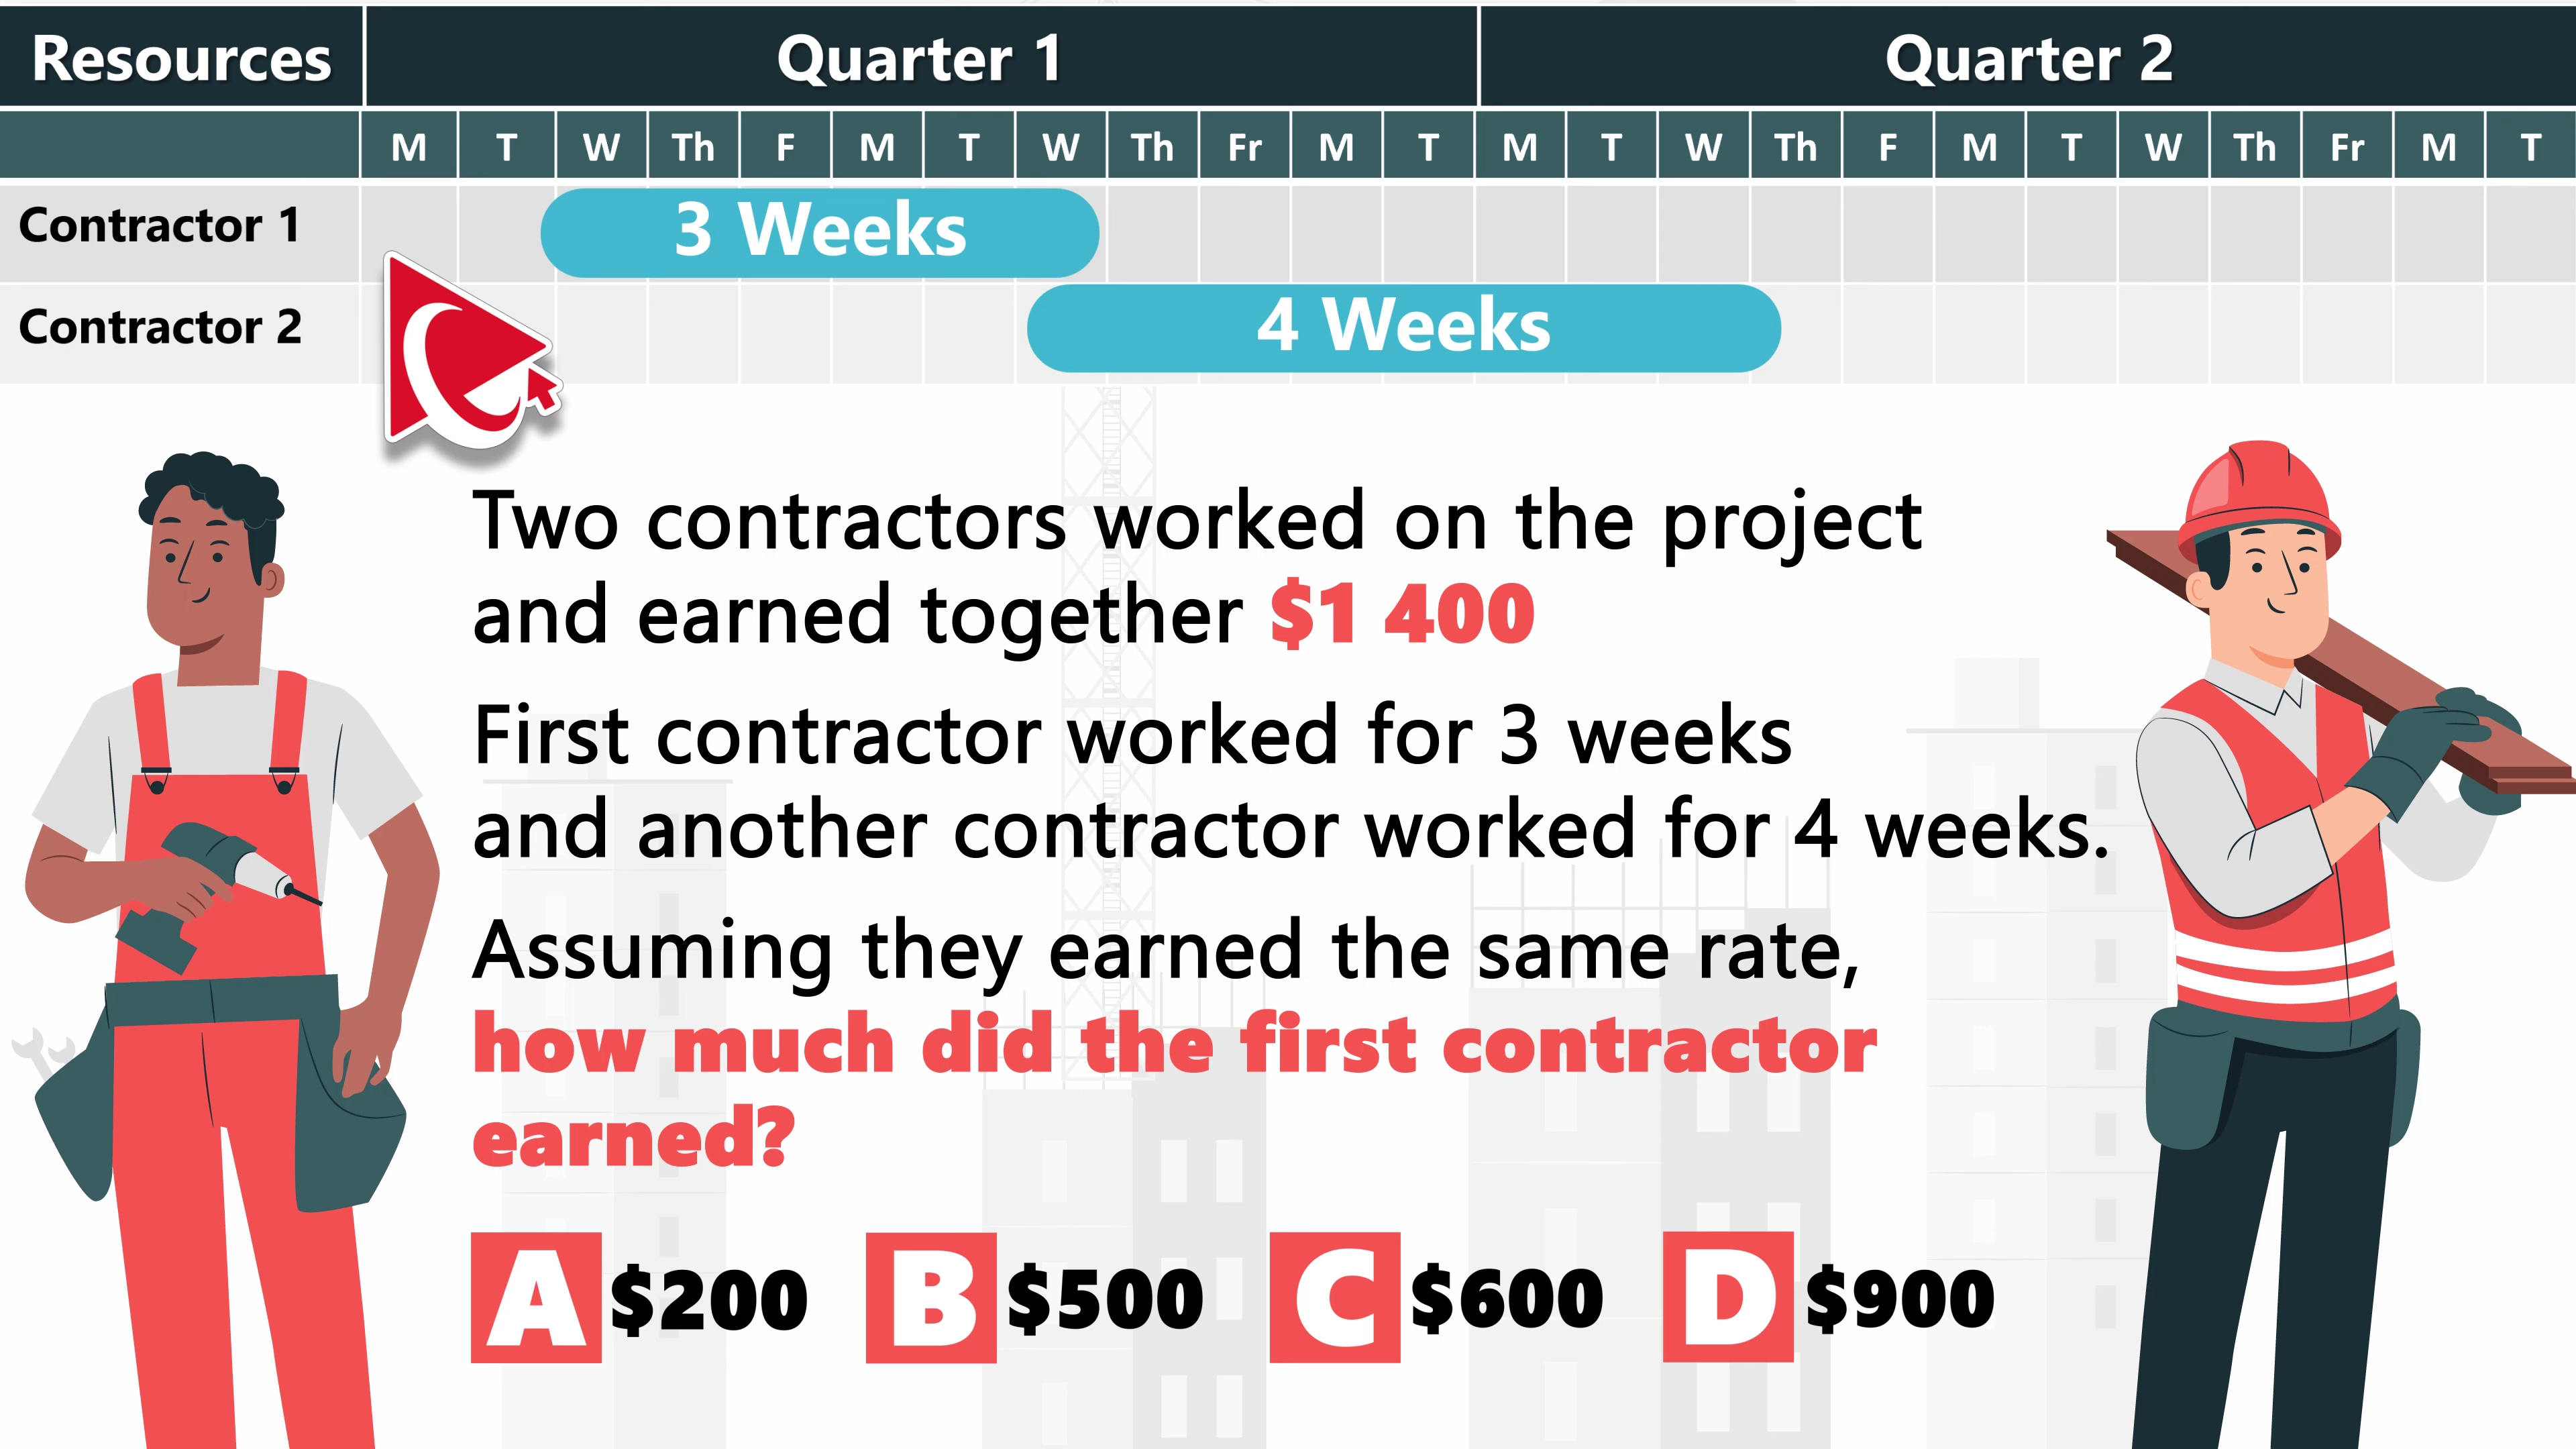 Resources Quarter 1 Quarter 2
M T W Th F M T W Th Fr M T M T W Th F M T W Th Fr M T
Contractor 1 3 Weeks
Contractor 2 4 Weeks
Two contractors worked on the project
and earned together $1 400
First contractor worked for 3 weeks
and another contractor worked for 4 weeks.
Assuming they earned the same rate,
how much did the first contractor
earned?
A $200 B $500 C $600 D $900